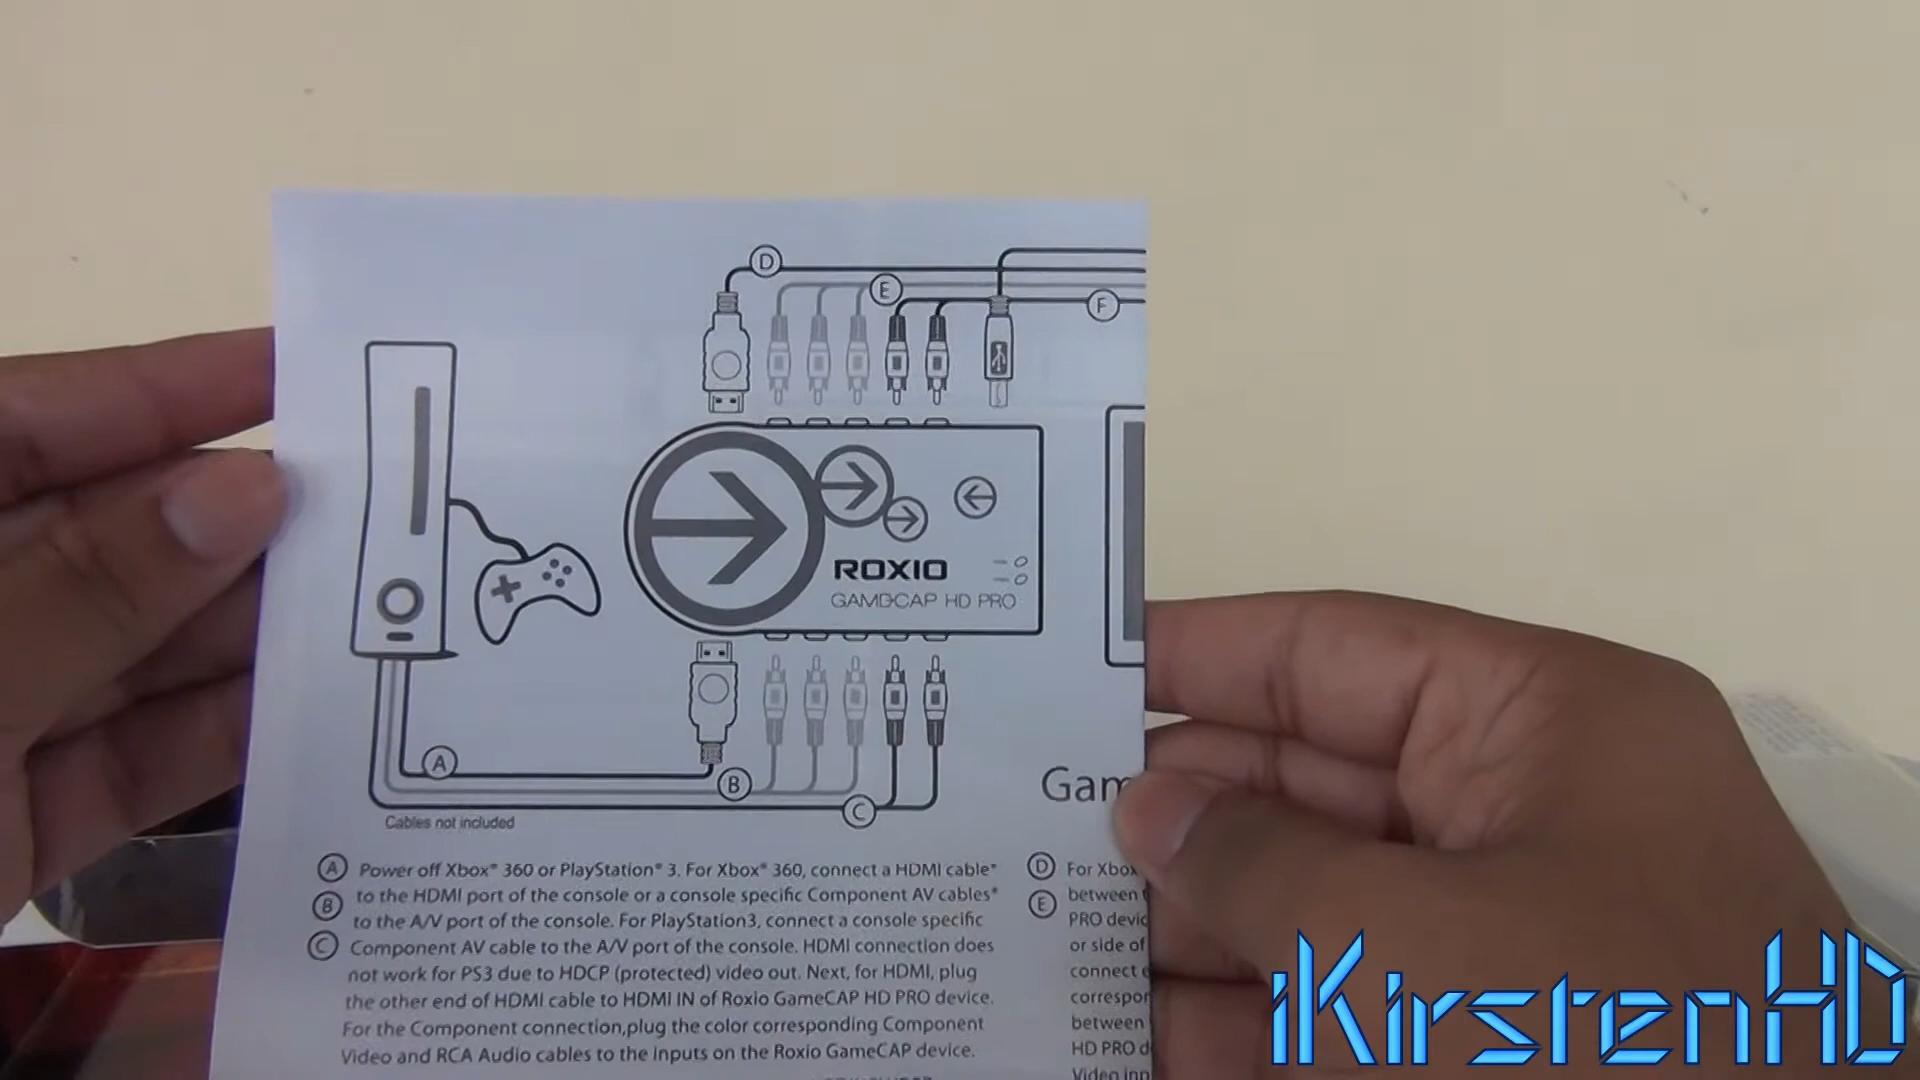 D
E
F
ROXIO
GAMECAP HD PRO
A
B
C
Cables not included
Gam
A Power off Xbox® 360 or PlayStation® 3. For Xbox® 360, connect a HDMI cable*
B to the HDMI port of the console or a console specific Component AV cables*
to the A/V port of the console. For PlayStation3, connect a console specific
C Component AV cable to the A/V port of the console. HDMI connection does
not work for PS3 due to HDCP (protected) video out. Next, for HDMI, plug
the other end of HDMI cable to HDMI IN of Roxio GameCAP HD PRO device.
For the Component connection,plug the color corresponding Component
Video and RCA Audio cables to the inputs on the Roxio GameCAP device.
D For Xbox
E between
PRO devic
or side of
connect
correspon
between
HD PRO d
Video inp
iKirstenHD